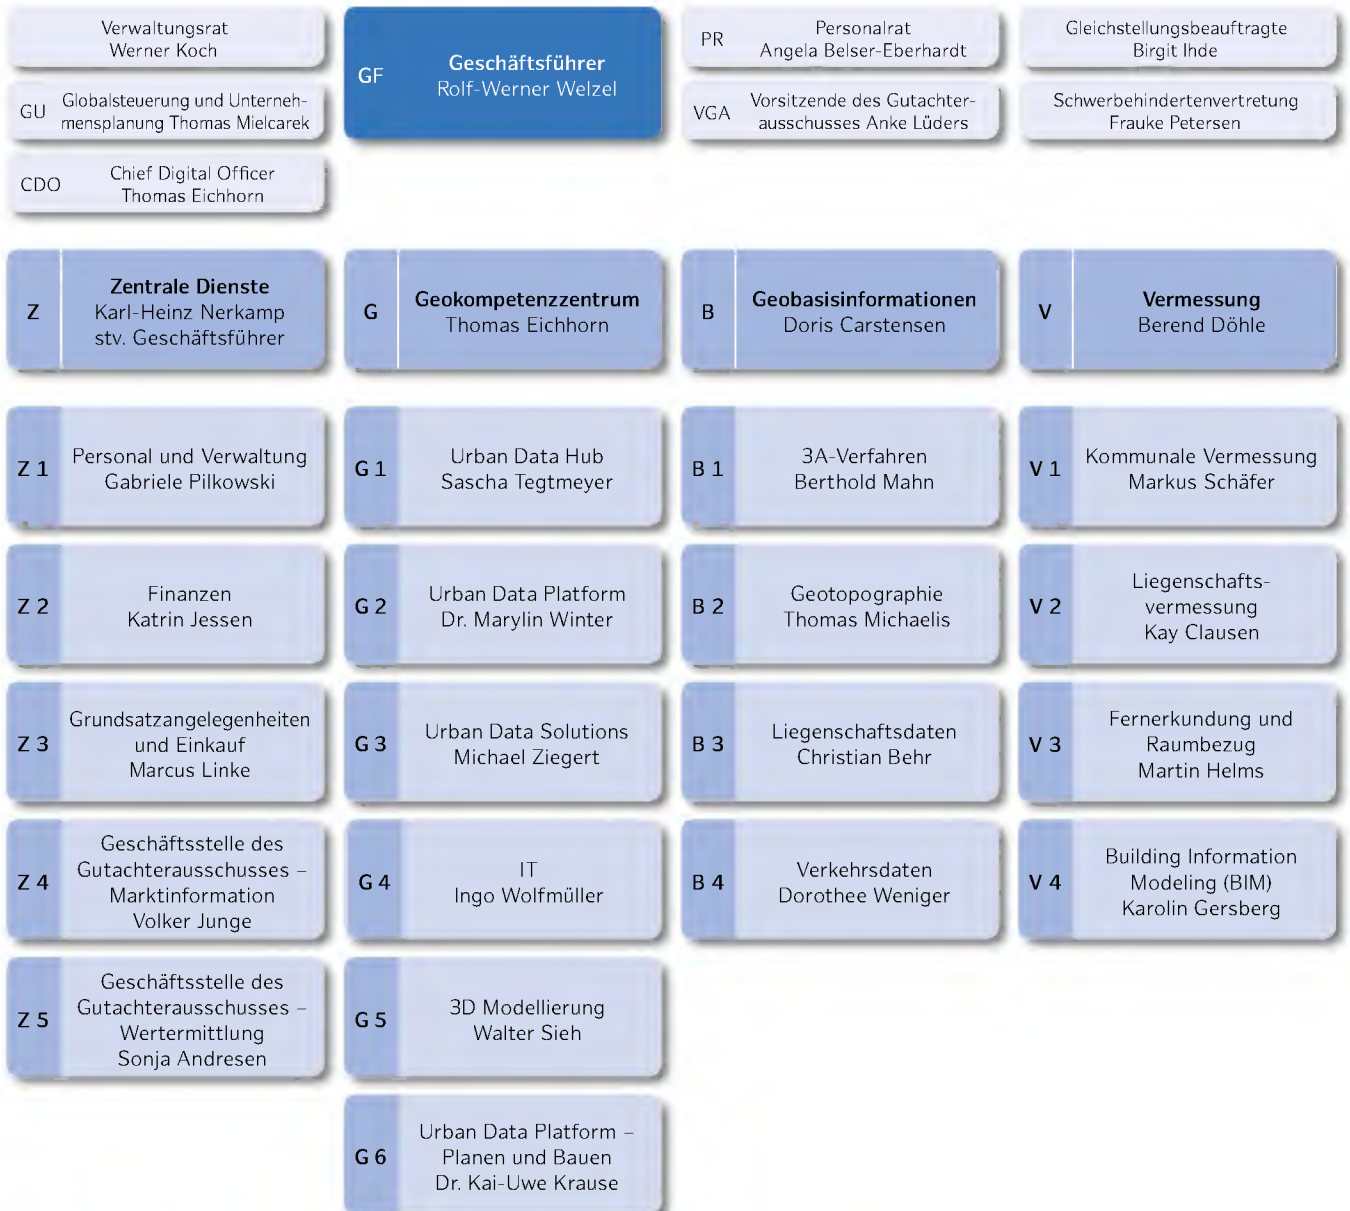 Verwaltungsrat
Werner Koch
GU
Globalsteuerung und Unterneh-
mensplanung Thomas Mielcarek
CDO
Chief Digital Officer
Thomas Eichhorn
GF
Geschäftsführer
Rolf-Werner Welzel
PR
Personalrat
Angela Belser-Eberhardt
VGA
Vorsitzende des Gutachter-
ausschusses Anke Lüders
Gleichstellungsbeauftragte
Birgit Ihde
Schwerbehindertenvertretung
Frauke Petersen
Z
Zentrale Dienste
Karl-Heinz Nerkamp
stv. Geschäftsführer
Z 1
Personal und Verwaltung
Gabriele Pilkowski
Z 2
Finanzen
Katrin Jessen
Z 3
Grundsatzangelegenheiten
und Einkauf
Marcus Linke
Z 4
Geschäftsstelle des
Gutachterausschusses –
Marktinformation
Volker Junge
Z 5
Geschäftsstelle des
Gutachterausschusses –
Wertermittlung
Sonja Andresen
G
Geokompetenzzentrum
Thomas Eichhorn
G 1
Urban Data Hub
Sascha Tegtmeyer
G 2
Urban Data Platform
Dr. Marylin Winter
G 3
Urban Data Solutions
Michael Ziegert
G 4
IT
Ingo Wolfmüller
G 5
3D Modellierung
Walter Sieh
G 6
Urban Data Platform –
Planen und Bauen
Dr. Kai-Uwe Krause
B
Geobasisinformationen
Doris Carstensen
B 1
3A-Verfahren
Berthold Mahn
B 2
Geotopographie
Thomas Michaelis
B 3
Liegenschaftsdaten
Christian Behr
B 4
Verkehrsdaten
Dorothee Weniger
V
Vermessung
Berend Döhle
V 1
Kommunale Vermessung
Markus Schäfer
V 2
Liegenschafts-
vermessung
Kay Clausen
V 3
Fernerkundung und
Raumbezug
Martin Helms
V 4
Building Information
Modeling (BIM)
Karolin Gersberg